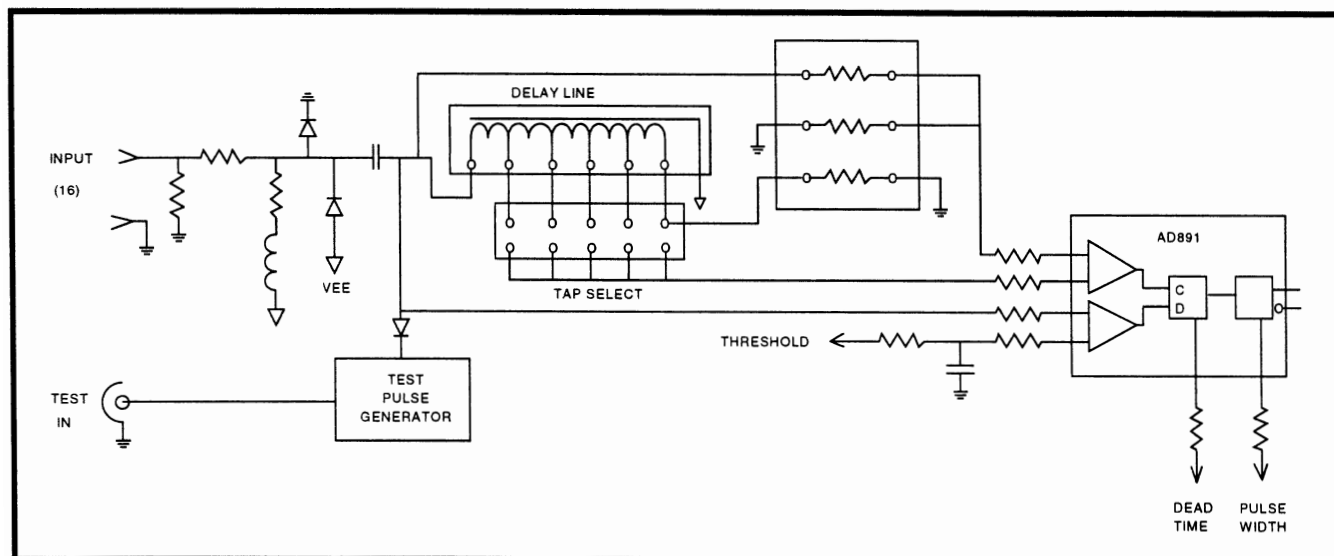 DELAY LINE
INPUT
(16)
VEE
TAP SELECT
AD891
C
D
THRESHOLD
TEST
PULSE
GENERATOR
TEST
IN
DEAD
TIME
PULSE
WIDTH